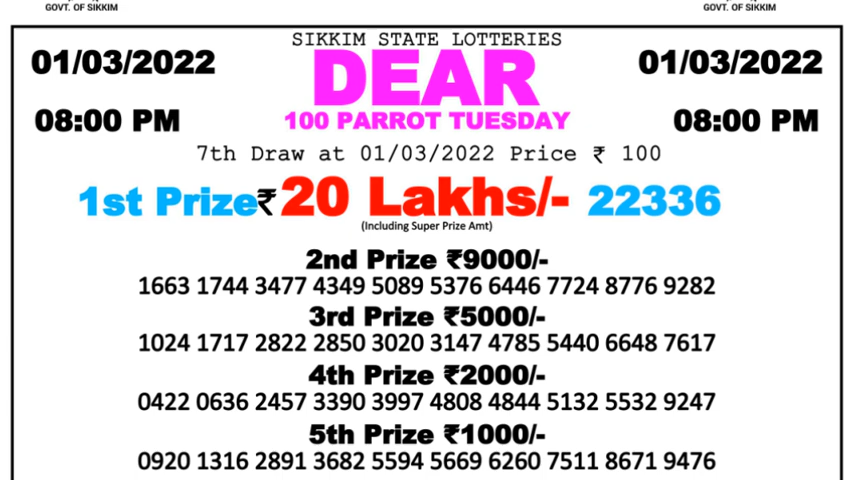 GOVT. OF SIKKIM GOVT. OF SIKKIM
SIKKIM STATE LOTTERIES
01/03/2022 DEAR 01/03/2022
08:00 PM 100 PARROT TUESDAY 08:00 PM
7th Draw at 01/03/2022 Price ₹ 100
1st Prize₹20 Lakhs/- 22336
(Including Super Prize Amt)
2nd Prize ₹9000/-
1663 1744 3477 4349 5089 5376 6446 7724 8776 9282
3rd Prize ₹5000/-
1024 1717 2822 2850 3020 3147 4785 5440 6648 7617
4th Prize ₹2000/-
0422 0636 2457 3390 3997 4808 4844 5132 5532 9247
5th Prize ₹1000/-
0920 1316 2891 3682 5594 5669 6260 7511 8671 9476